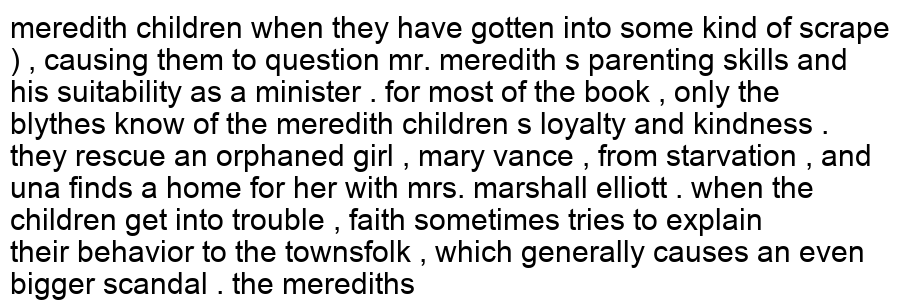 meredith children when they have gotten into some kind of scrape
) , causing them to question mr. meredith s parenting skills and
his suitability as a minister . for most of the book , only the
blythes know of the meredith children s loyalty and kindness .
they rescue an orphaned girl , mary vance , from starvation , and
una finds a home for her with mrs. marshall elliott . when the
children get into trouble , faith sometimes tries to explain
their behavior to the townsfolk , which generally causes an even
bigger scandal . the merediths